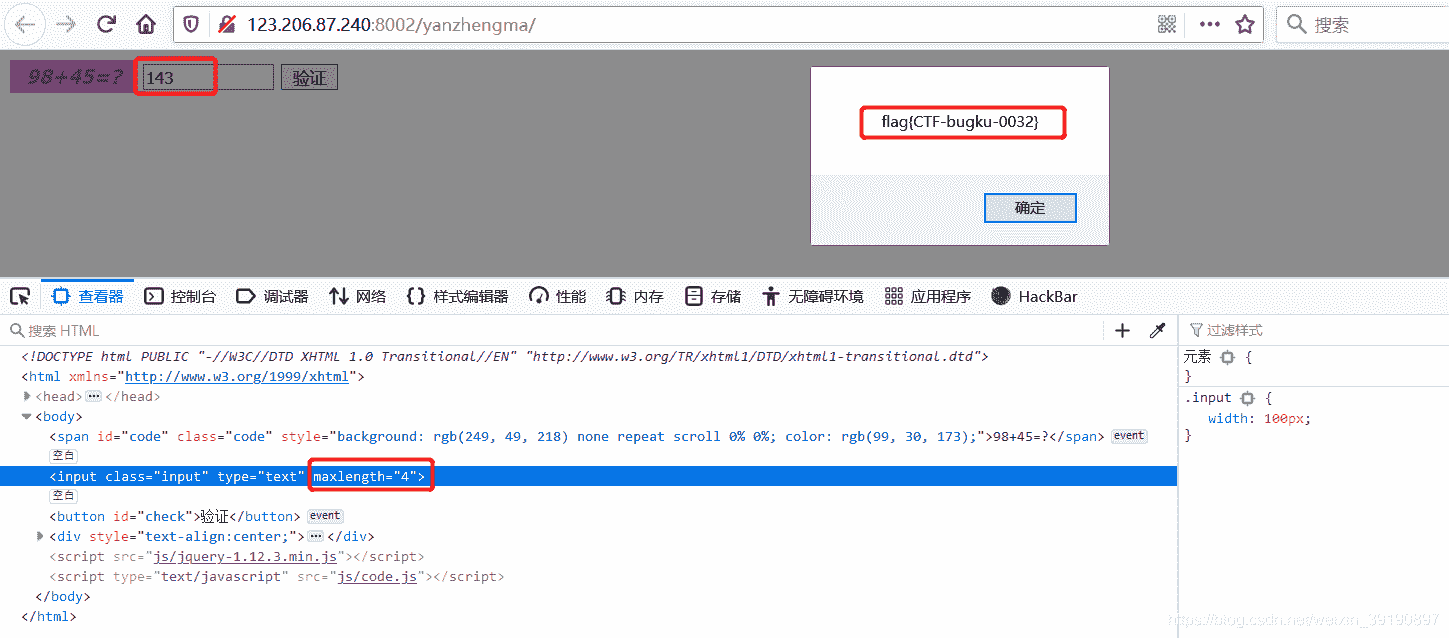 123.206.87.240:8002/yanzhengma/
搜索
98+45=? 143 验证
flag{CTF-bugku-0032}
确定
查看器 控制台 调试器 网络 样式编辑器 性能 内存 存储 无障碍环境 应用程序 HackBar
搜索 HTML
过滤样式
<!DOCTYPE html PUBLIC "-//W3C//DTD XHTML 1.0 Transitional//EN" "http://www.w3.org/TR/xhtml1/DTD/xhtml1-transitional.dtd">
<html xmlns="http://www.w3.org/1999/xhtml">
<head>···</head>
<body>
<span id="code" class="code" style="background: rgb(249, 49, 218) none repeat scroll 0% 0%; color: rgb(99, 30, 173);">98+45=?</span> event
空白
<input class="input" type="text" maxlength="4">
空白
<button id="check">验证</button> event
<div style="text-align:center;">···</div>
<script src="js/jquery-1.12.3.min.js"></script>
<script type="text/javascript" src="js/code.js"></script>
</body>
</html>
元素 {
}
.input {
width: 100px;
}
https://blog.csdn.net/weixin_39190897